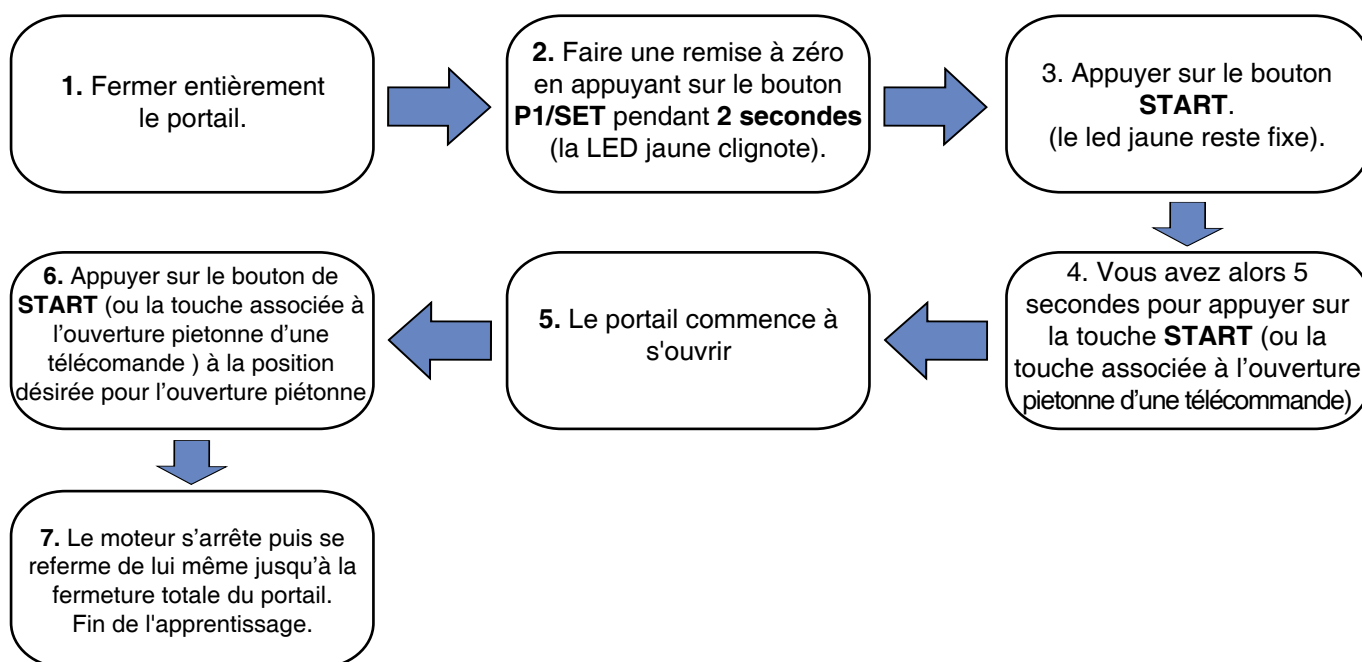 1. Fermer entièrement
le portail.
2. Faire une remise à zéro
en appuyant sur le bouton
P1/SET pendant 2 secondes
(la LED jaune clignote).
3. Appuyer sur le bouton
START.
(le led jaune reste fixe).
4. Vous avez alors 5
secondes pour appuyer sur
la touche START (ou la
touche associée à l'ouverture
pietonne d'une télécommande)
5. Le portail commence à
s'ouvrir
6. Appuyer sur le bouton de
START (ou la touche associée à
l'ouverture pietonne d'une
télécomande ) à la position
désirée pour l'ouverture piétonne
7. Le moteur s'arrête puis se
referme de lui même jusqu'à la
fermeture totale du portail.
Fin de l'apprentissage.